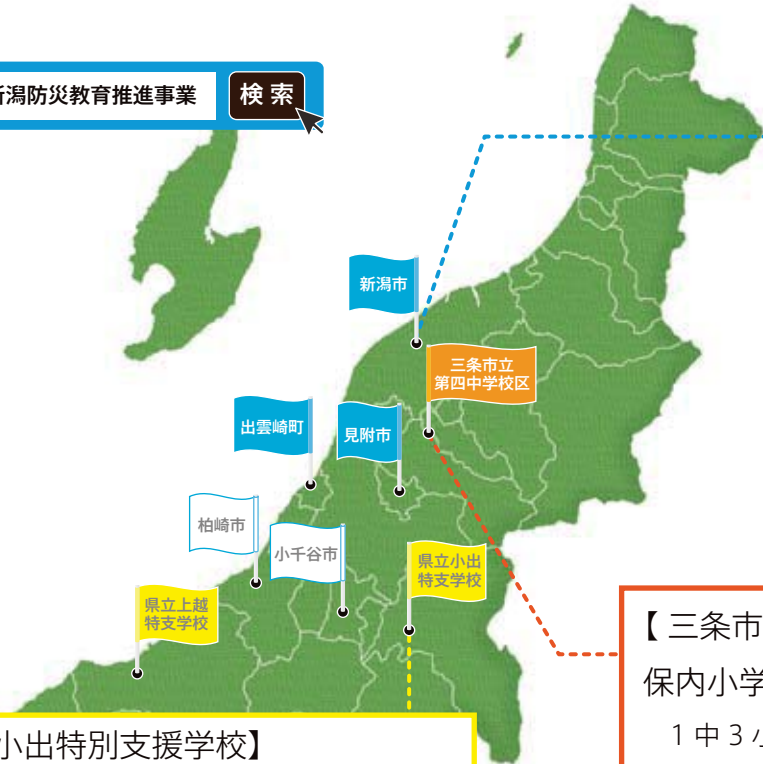 新潟防災教育推進事業
検索
新潟市
三条市立
第四中学校区
出雲崎町
見附市
柏崎市
小千谷市
県立小出
特支学校
県立上越
特支学校
【三条市
保内小学
1中3小
小出特別支援学校】